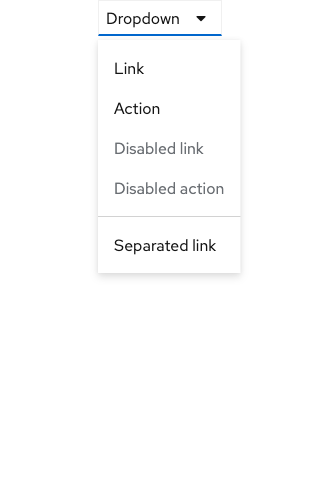 Dropdown
Link
Action
Disabled link
Disabled action
Separated link